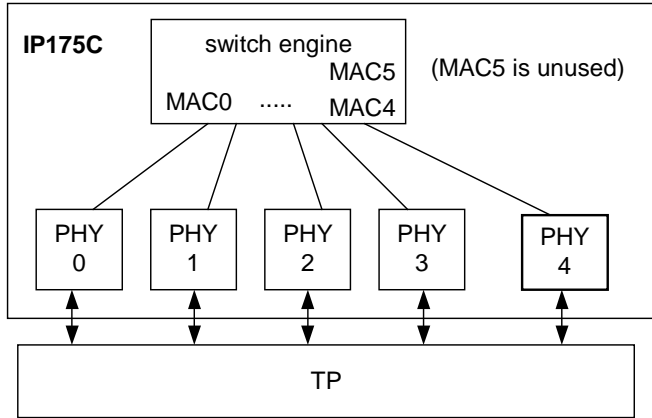 IP175C
switch engine
MAC5
(MAC5 is unused)
MAC0 ..... MAC4
PHY 0
PHY 1
PHY 2
PHY 3
PHY 4
TP